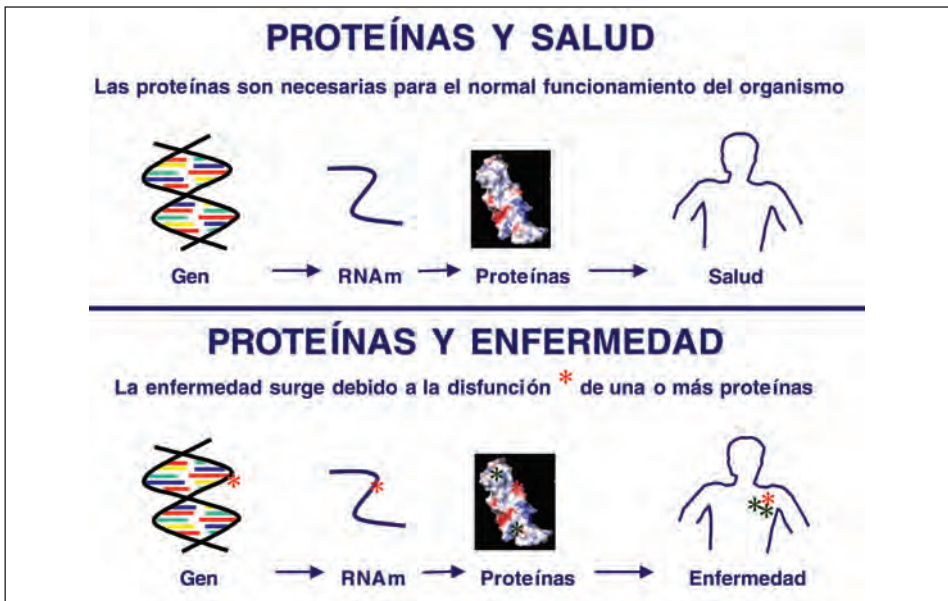 PROTEÍNAS Y SALUD
Las proteínas son necesarias para el normal funcionamiento del organismo
Gen → RNAm → Proteínas → Salud
PROTEÍNAS Y ENFERMEDAD
La enfermedad surge debido a la disfunción * de una o más proteínas
Gen → RNAm → Proteínas → Enfermedad